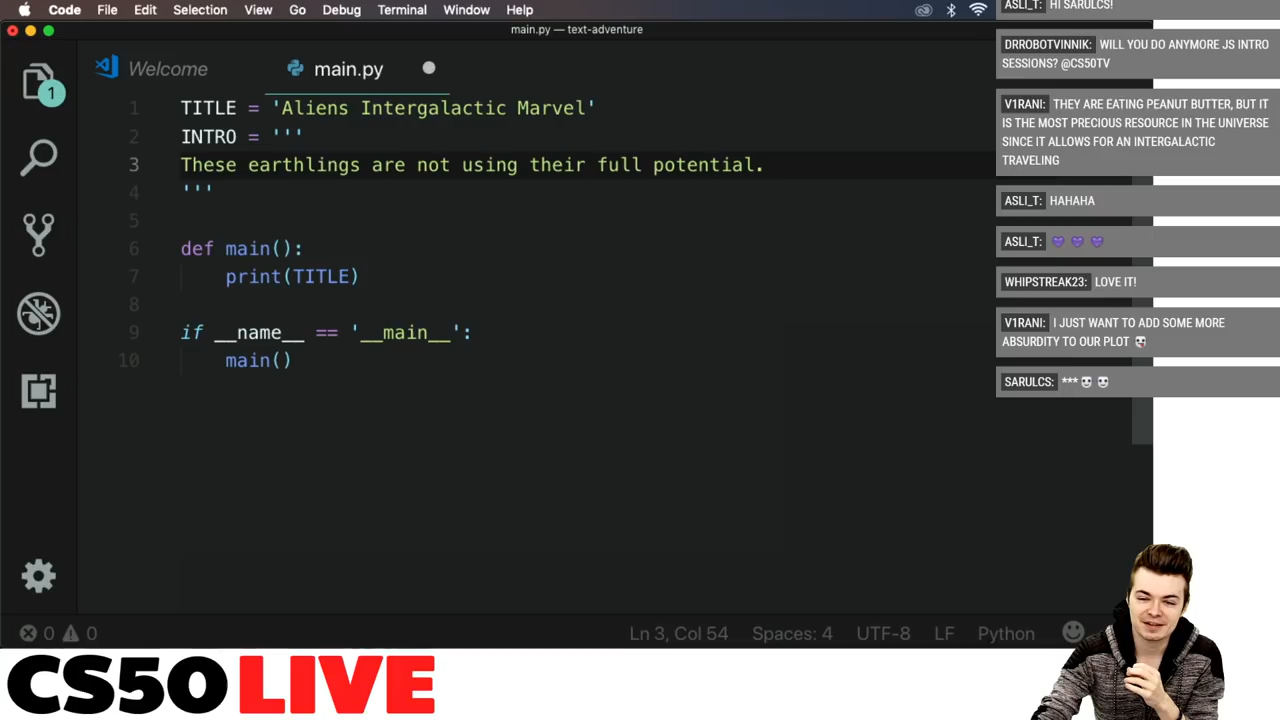 Code File Edit Selection View Go Debug Terminal Window Help
main.py — text-adventure
Welcome main.py
1
1 TITLE = 'Aliens Intergalactic Marvel'
2 INTRO = '''
3 These earthlings are not using their full potential.
4 '''
5
6 def main():
7 print(TITLE)
8
9 if __name__ == '__main__':
10 main()
0 0 Ln 3, Col 54 Spaces: 4 UTF-8 LF Python
ASLI_T: HI SARULCS!
DRROBOTVINNIK: WILL YOU DO ANYMORE JS INTRO
SESSIONS? @CS50TV
V1RANI: THEY ARE EATING PEANUT BUTTER, BUT IT
IS THE MOST PRECIOUS RESOURCE IN THE UNIVERSE
SINCE IT ALLOWS FOR AN INTERGALACTIC
TRAVELING
ASLI_T: HAHAHA
ASLI_T: 💜 💜 💜
WHIPSTREAK23: LOVE IT!
V1RANI: I JUST WANT TO ADD SOME MORE
ABSURDITY TO OUR PLOT
SARULCS: ***
CS50 LIVE